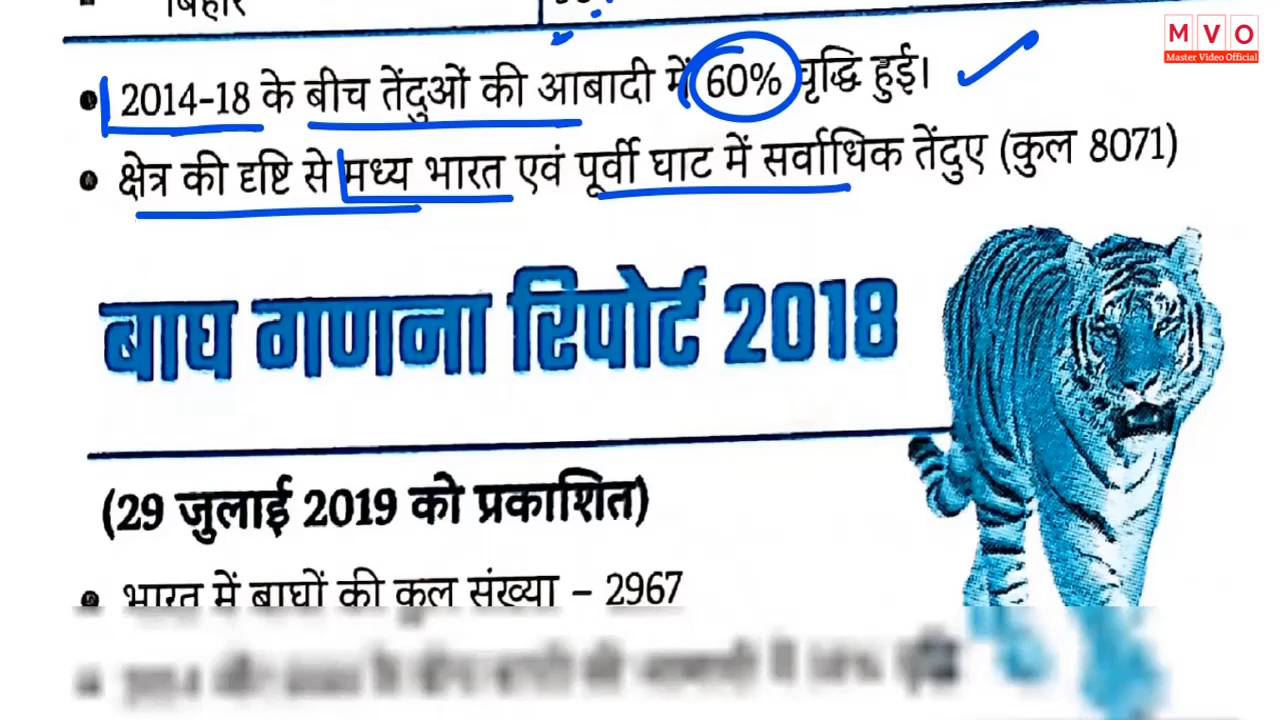 बिहार
M V O
Master Video Official
2014-18 के बीच तेंदुओं की आबादी में 60% वृद्धि हुई।
क्षेत्र की दृष्टि से मध्य भारत एवं पूर्वी घाट में सर्वाधिक तेंदुए (कुल 8071)
बाघ गणना रिपोर्ट 2018
(29 जुलाई 2019 को प्रकाशित)
भारत में बाघों की कुल संख्या – 2967